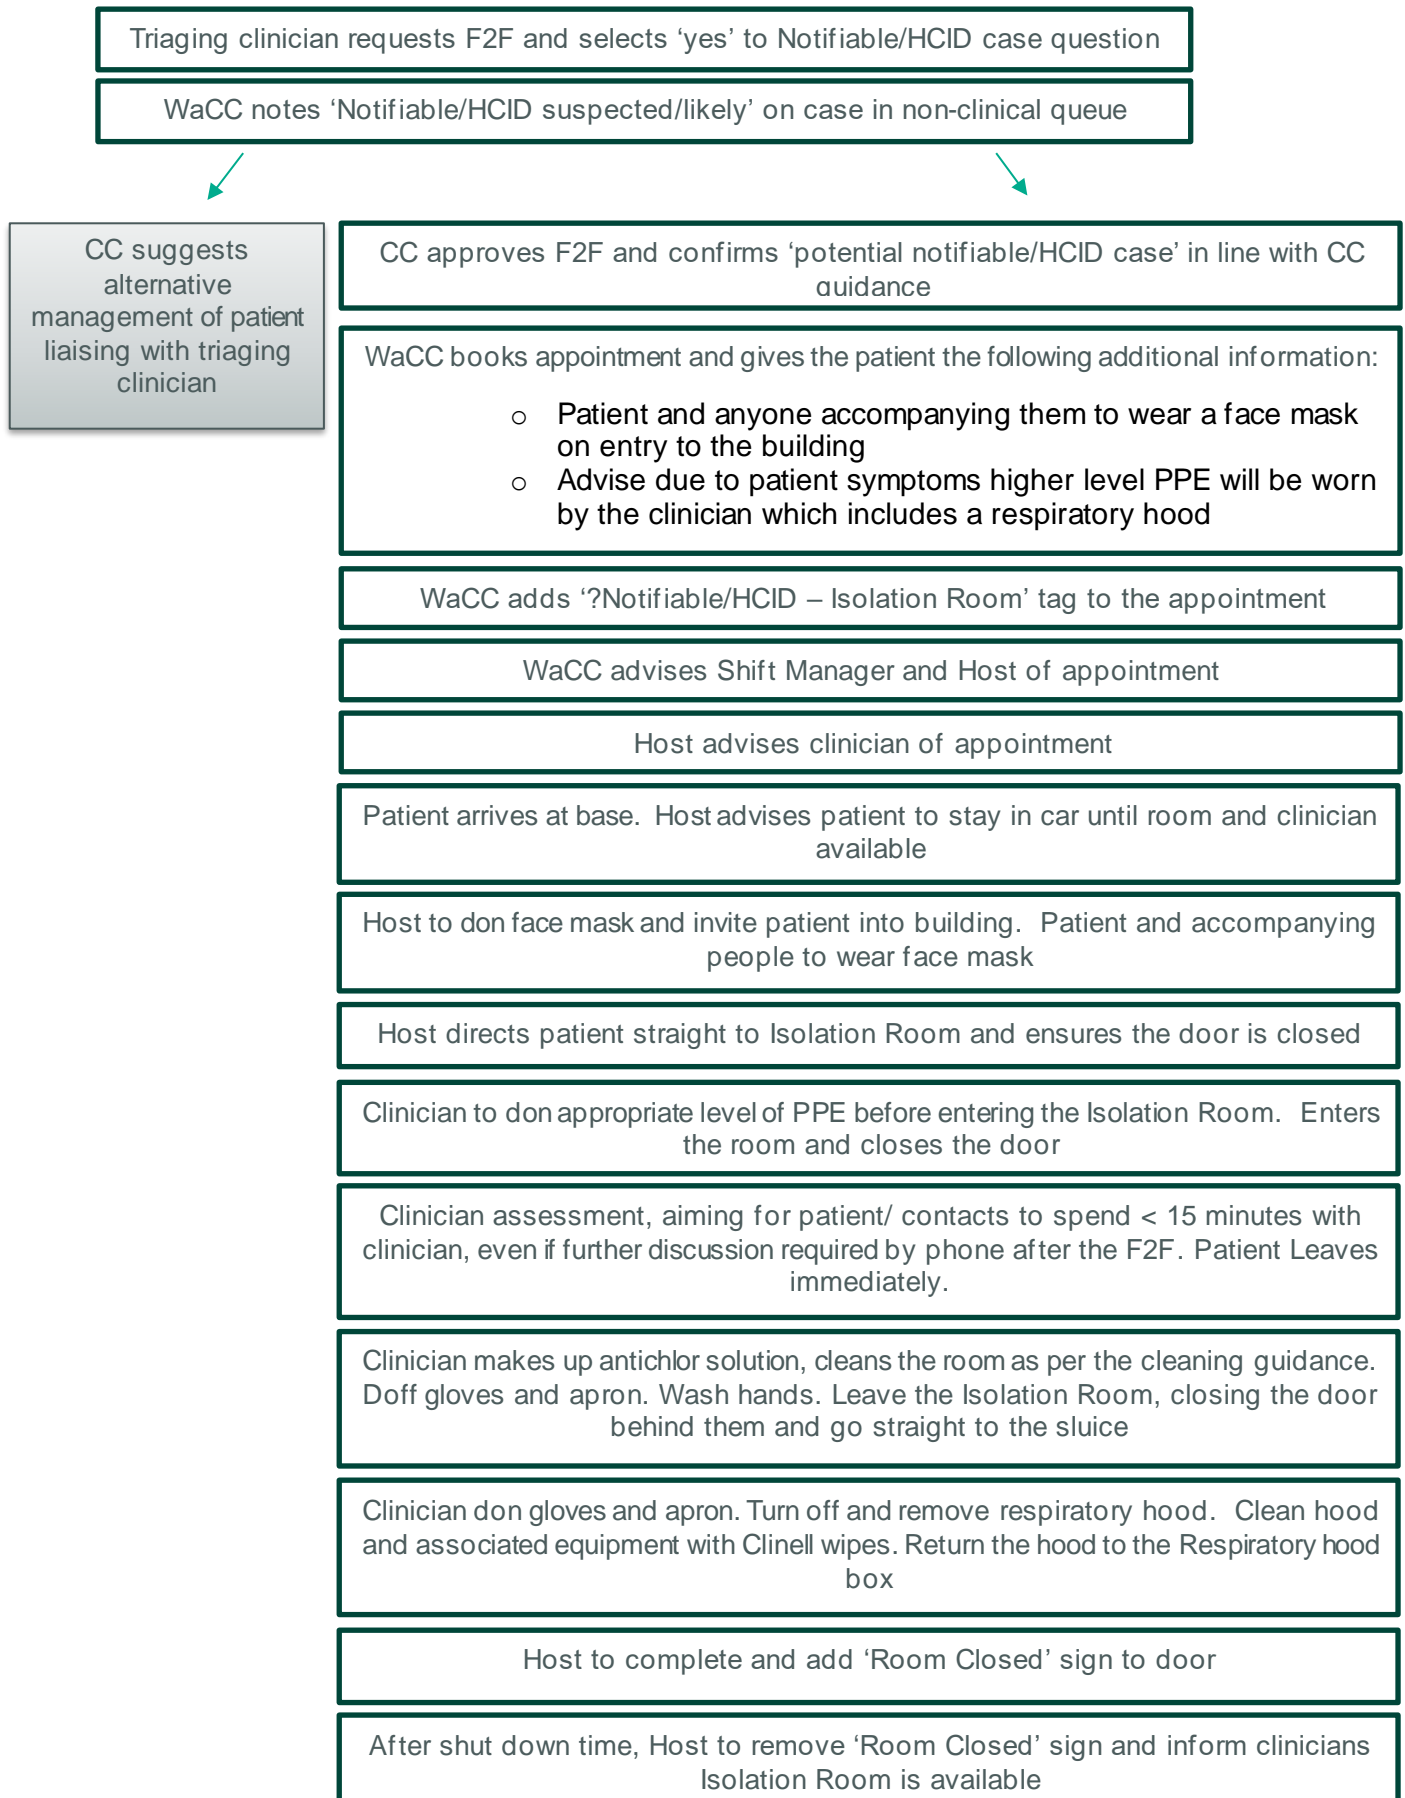 Triaging clinician requests F2F and selects ‘yes’ to Notifiable/HCID case question
WaCC notes ‘Notifiable/HCID suspected/likely’ on case in non-clinical queue
CC suggests
alternative
management of patient
liaising with triaging
clinician
CC approves F2F and confirms ‘potential notifiable/HCID case’ in line with CC
guidance
WaCC books appointment and gives the patient the following additional information:
o Patient and anyone accompanying them to wear a face mask
on entry to the building
o Advise due to patient symptoms higher level PPE will be worn
by the clinician which includes a respiratory hood
WaCC adds ‘?Notifiable/HCID – Isolation Room’ tag to the appointment
WaCC advises Shift Manager and Host of appointment
Host advises clinician of appointment
Patient arrives at base. Host advises patient to stay in car until room and clinician
available
Host to don face mask and invite patient into building. Patient and accompanying
people to wear face mask
Host directs patient straight to Isolation Room and ensures the door is closed
Clinician to don appropriate level of PPE before entering the Isolation Room. Enters
the room and closes the door
Clinician assessment, aiming for patient/ contacts to spend < 15 minutes with
clinician, even if further discussion required by phone after the F2F. Patient Leaves
immediately.
Clinician makes up antichlor solution, cleans the room as per the cleaning guidance.
Doff gloves and apron. Wash hands. Leave the Isolation Room, closing the door
behind them and go straight to the sluice
Clinician don gloves and apron. Turn off and remove respiratory hood. Clean hood
and associated equipment with Clinell wipes. Return the hood to the Respiratory hood
box
Host to complete and add ‘Room Closed’ sign to door
After shut down time, Host to remove ‘Room Closed’ sign and inform clinicians
Isolation Room is available